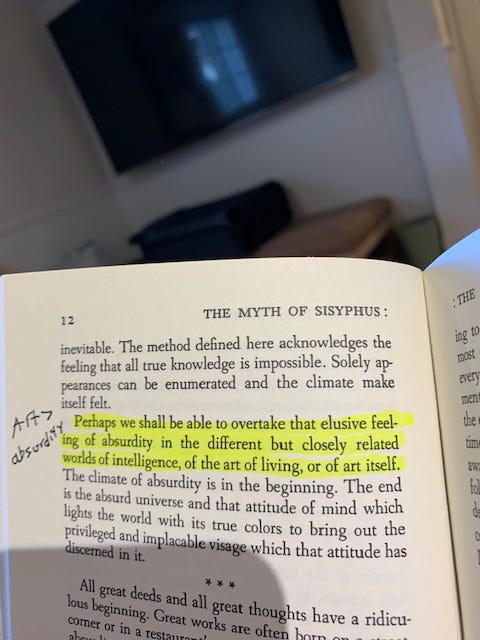 12
THE MYTH OF SISYPHUS:
inevitable. The method defined here acknowledges the
feeling that all true knowledge is impossible. Solely ap-
pearances can be enumerated and the climate make
itself felt.
Perhaps we shall be able to overtake that elusive feel-
ing of absurdity in the different but closely related
worlds of intelligence, of the art of living, or of art itself.
The climate of absurdity is in the beginning. The end
is the absurd universe and that attitude of mind which
lights the world with its true colors to bring out the
privileged and implacable visage which that attitude has
discerned in it.
***
All great deeds and all great thoughts have a ridicu-
lous beginning. Great works are often born on a street
corner or in a restaurant's
absurdity
: THE
ing to
most
every